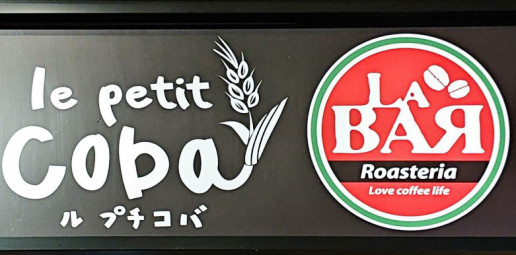 le petit
coba
ル プチコバ
LA
BAR
Roasteria
Love coffee life